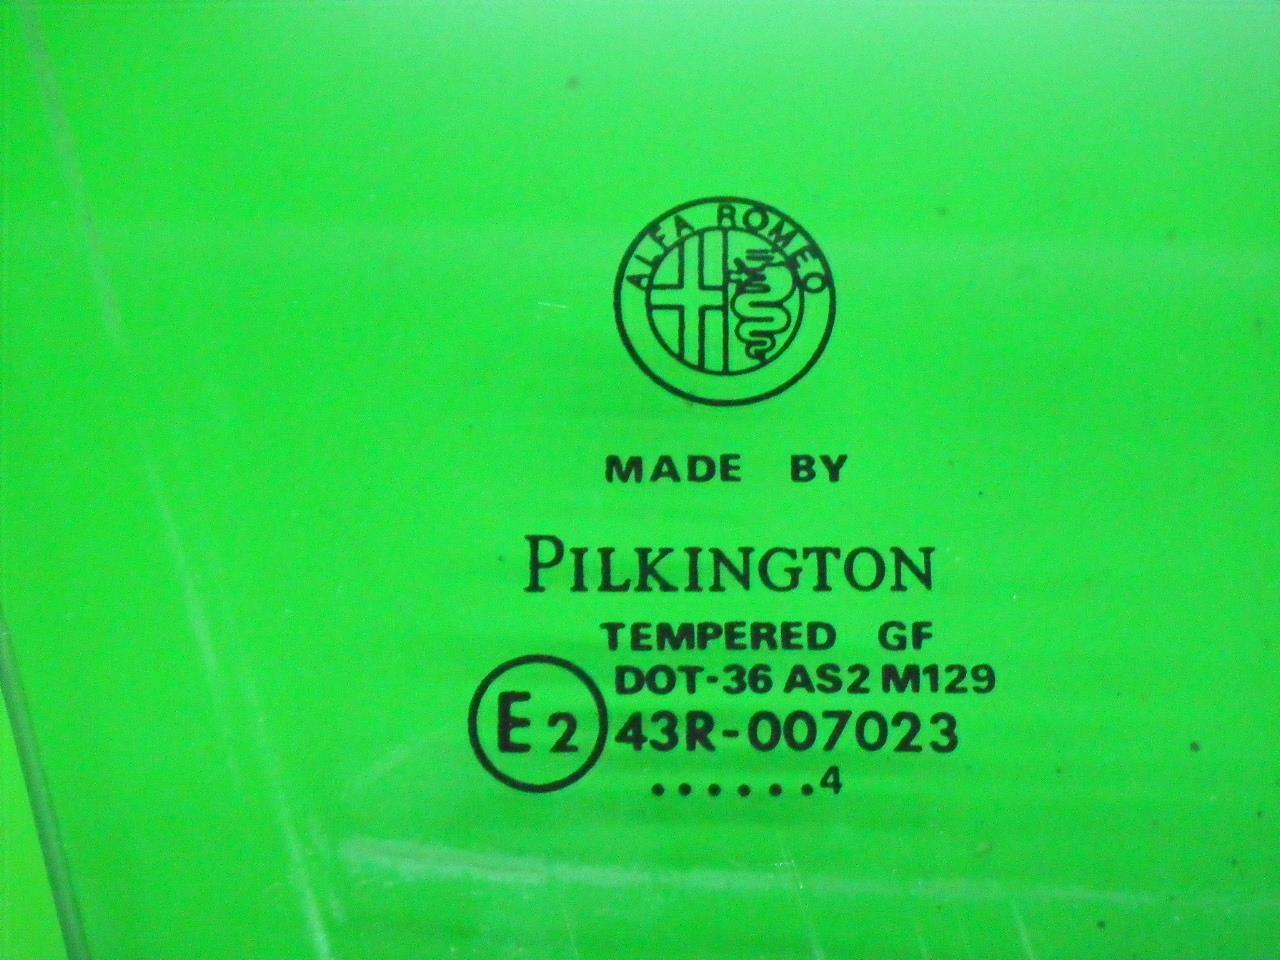 ALFA ROMEO
MADE BY
PILKINGTON
TEMPERED GF
DOT-36 AS2 M129
E2 43R-007023
......4